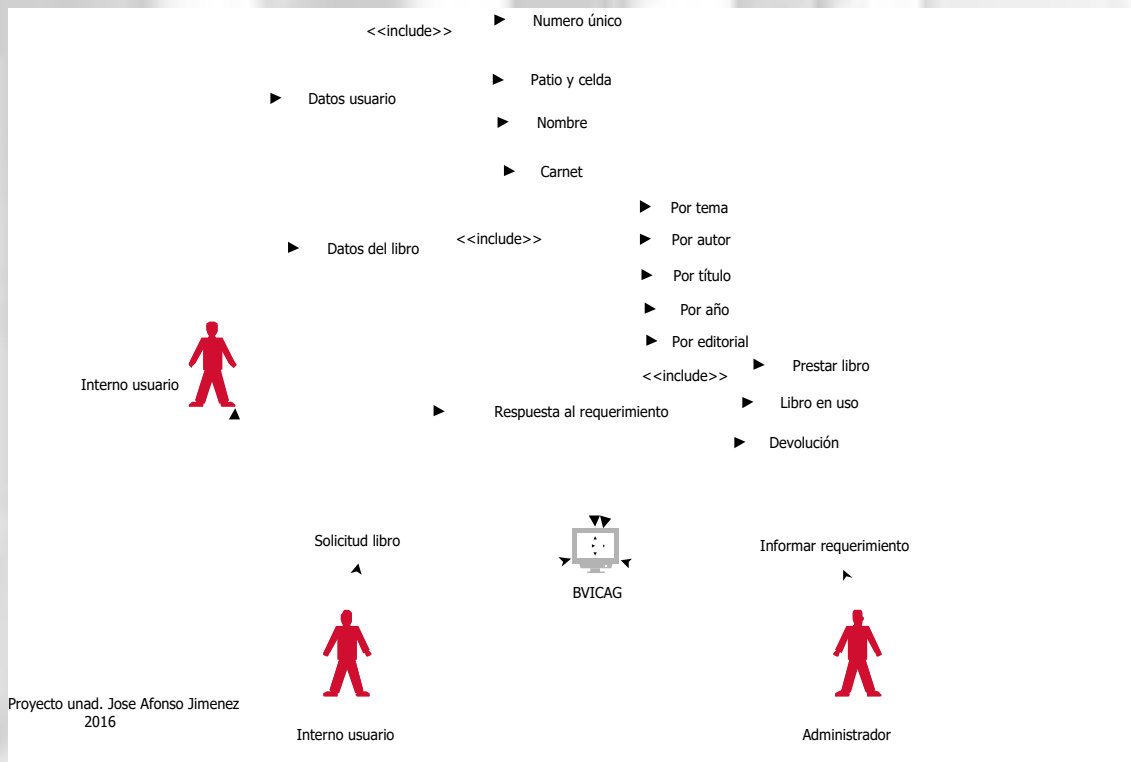 Numero único
<<include>>
Patio y celda
Datos usuario
Nombre
Carnet
Por tema
<<include>>
Por autor
Datos del libro
Por título
Por año
Por editorial
Prestar libro
<<include>>
Interno usuario
Libro en uso
Respuesta al requerimiento
Devolución
Solicitud libro
Informar requerimiento
BVICAG
Proyecto unad. Jose Afonso Jimenez
2016
Interno usuario
Administrador